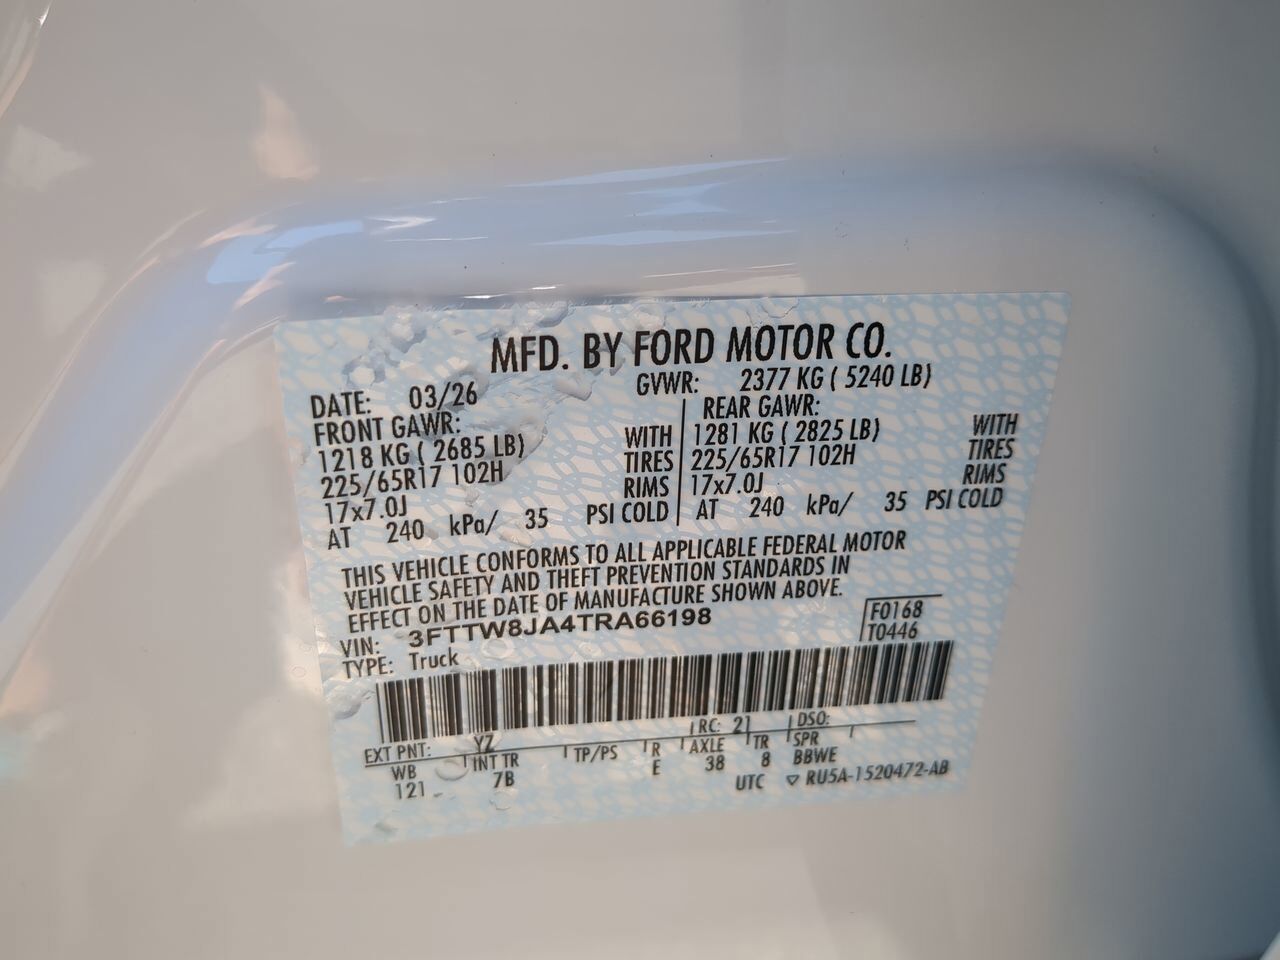 MFD. BY FORD MOTOR CO.
DATE: 03/26 GVWR: 2377 KG ( 5240 LB)
FRONT GAWR: REAR GAWR:
1218 KG ( 2685 LB) WITH 1281 KG ( 2825 LB) WITH
225/65R17 102H TIRES 225/65R17 102H TIRES
17x7.0J RIMS 17x7.0J RIMS
AT 240 kPa/ 35 PSI COLD AT 240 kPa/ 35 PSI COLD
THIS VEHICLE CONFORMS TO ALL APPLICABLE FEDERAL MOTOR
VEHICLE SAFETY AND THEFT PREVENTION STANDARDS IN
EFFECT ON THE DATE OF MANUFACTURE SHOWN ABOVE.
VIN: 3FTTW8JA4TRA66198 F0168
TYPE: Truck T0446
EXT PNT: YZ RC: 21 DSO:
WB INT TR TP/PS R AXLE TR SPR
121 7B E 38 8 BBWE
UTC ▽ RU5A-1520472-AB